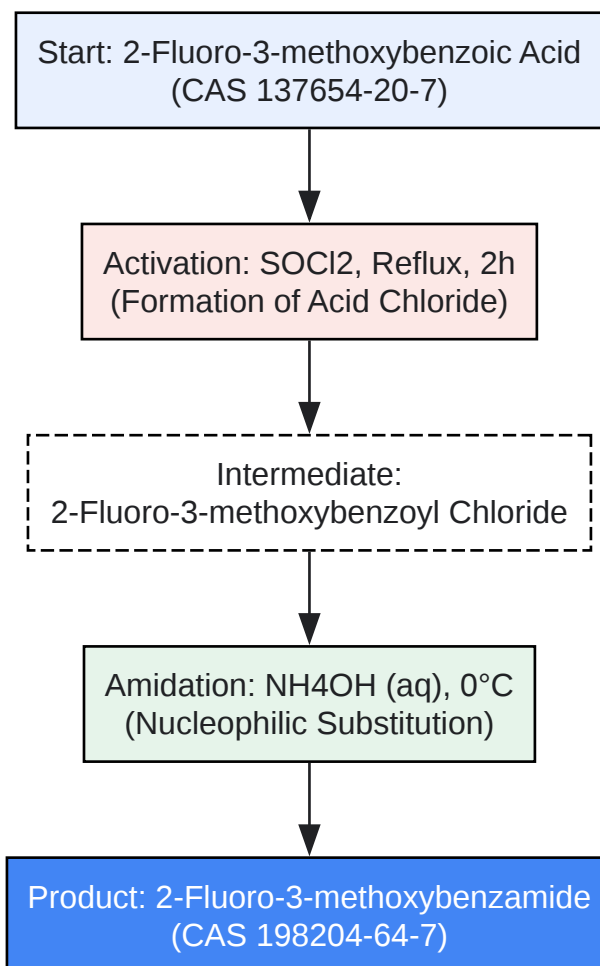 Start: 2-Fluoro-3-methoxybenzoic Acid
(CAS 137654-20-7)
Activation: SOCl2, Reflux, 2h
(Formation of Acid Chloride)
Intermediate:
2-Fluoro-3-methoxybenzoyl Chloride
Amidation: NH4OH (aq), 0°C
(Nucleophilic Substitution)
Product: 2-Fluoro-3-methoxybenzamide
(CAS 198204-64-7)